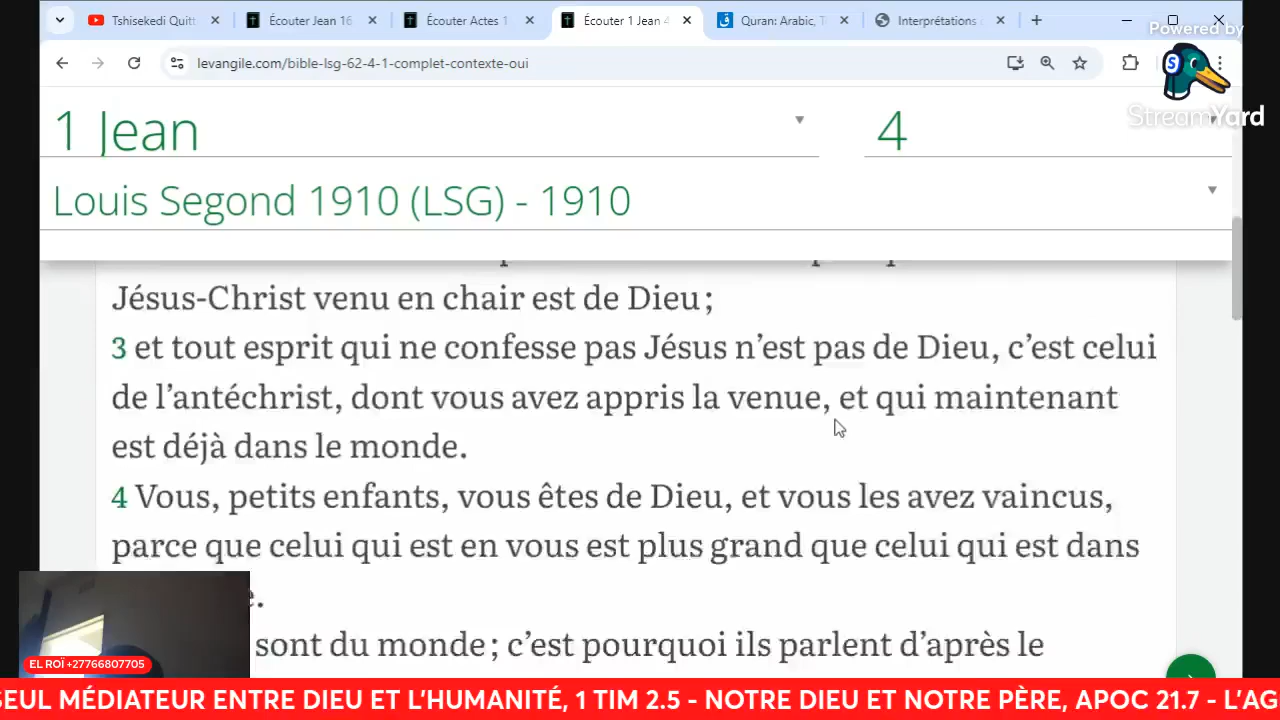 Tshisekedi Quitt
Écouter Jean 16
Écouter Actes 1
Écouter 1 Jean 4
Quran: Arabic, T
Interprétations
Powered by
levangile.com/bible-lsg-62-4-1-complet-contexte-oui
StreamYard
1 Jean
4
Louis Segond 1910 (LSG) - 1910
Jésus-Christ venu en chair est de Dieu ;
3 et tout esprit qui ne confesse pas Jésus n’est pas de Dieu, c’est celui
de l’antéchrist, dont vous avez appris la venue, et qui maintenant
est déjà dans le monde.
4 Vous, petits enfants, vous êtes de Dieu, et vous les avez vaincus,
parce que celui qui est en vous est plus grand que celui qui est dans
sont du monde ; c’est pourquoi ils parlent d’après le
EL ROÏ +27766807705
SEUL MÉDIATEUR ENTRE DIEU ET L’HUMANITÉ, 1 TIM 2.5 - NOTRE DIEU ET NOTRE PÈRE, APOC 21.7 - L’AG